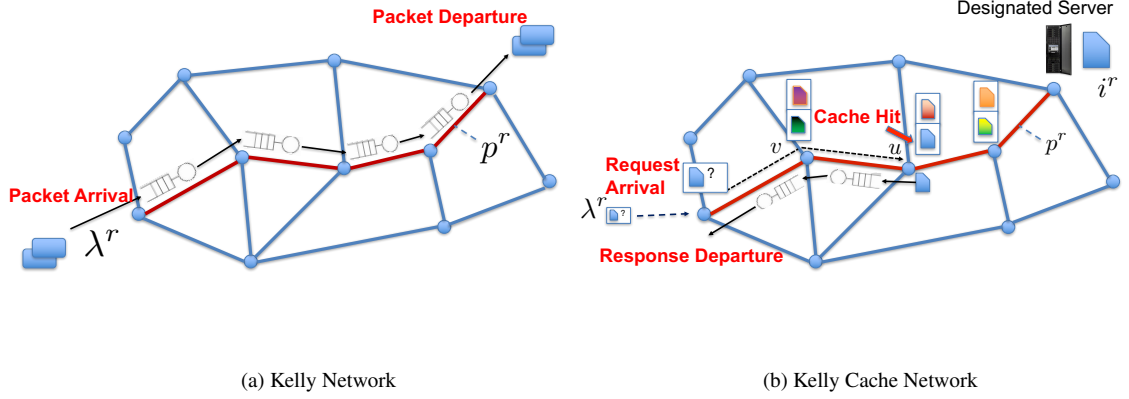 Packet Departure
p^r
Packet Arrival
λ^r
(a) Kelly Network
Designated Server
i^r
Cache Hit
v
u
p^r
Request
Arrival
?
λ^r
?
Response Departure
(b) Kelly Cache Network